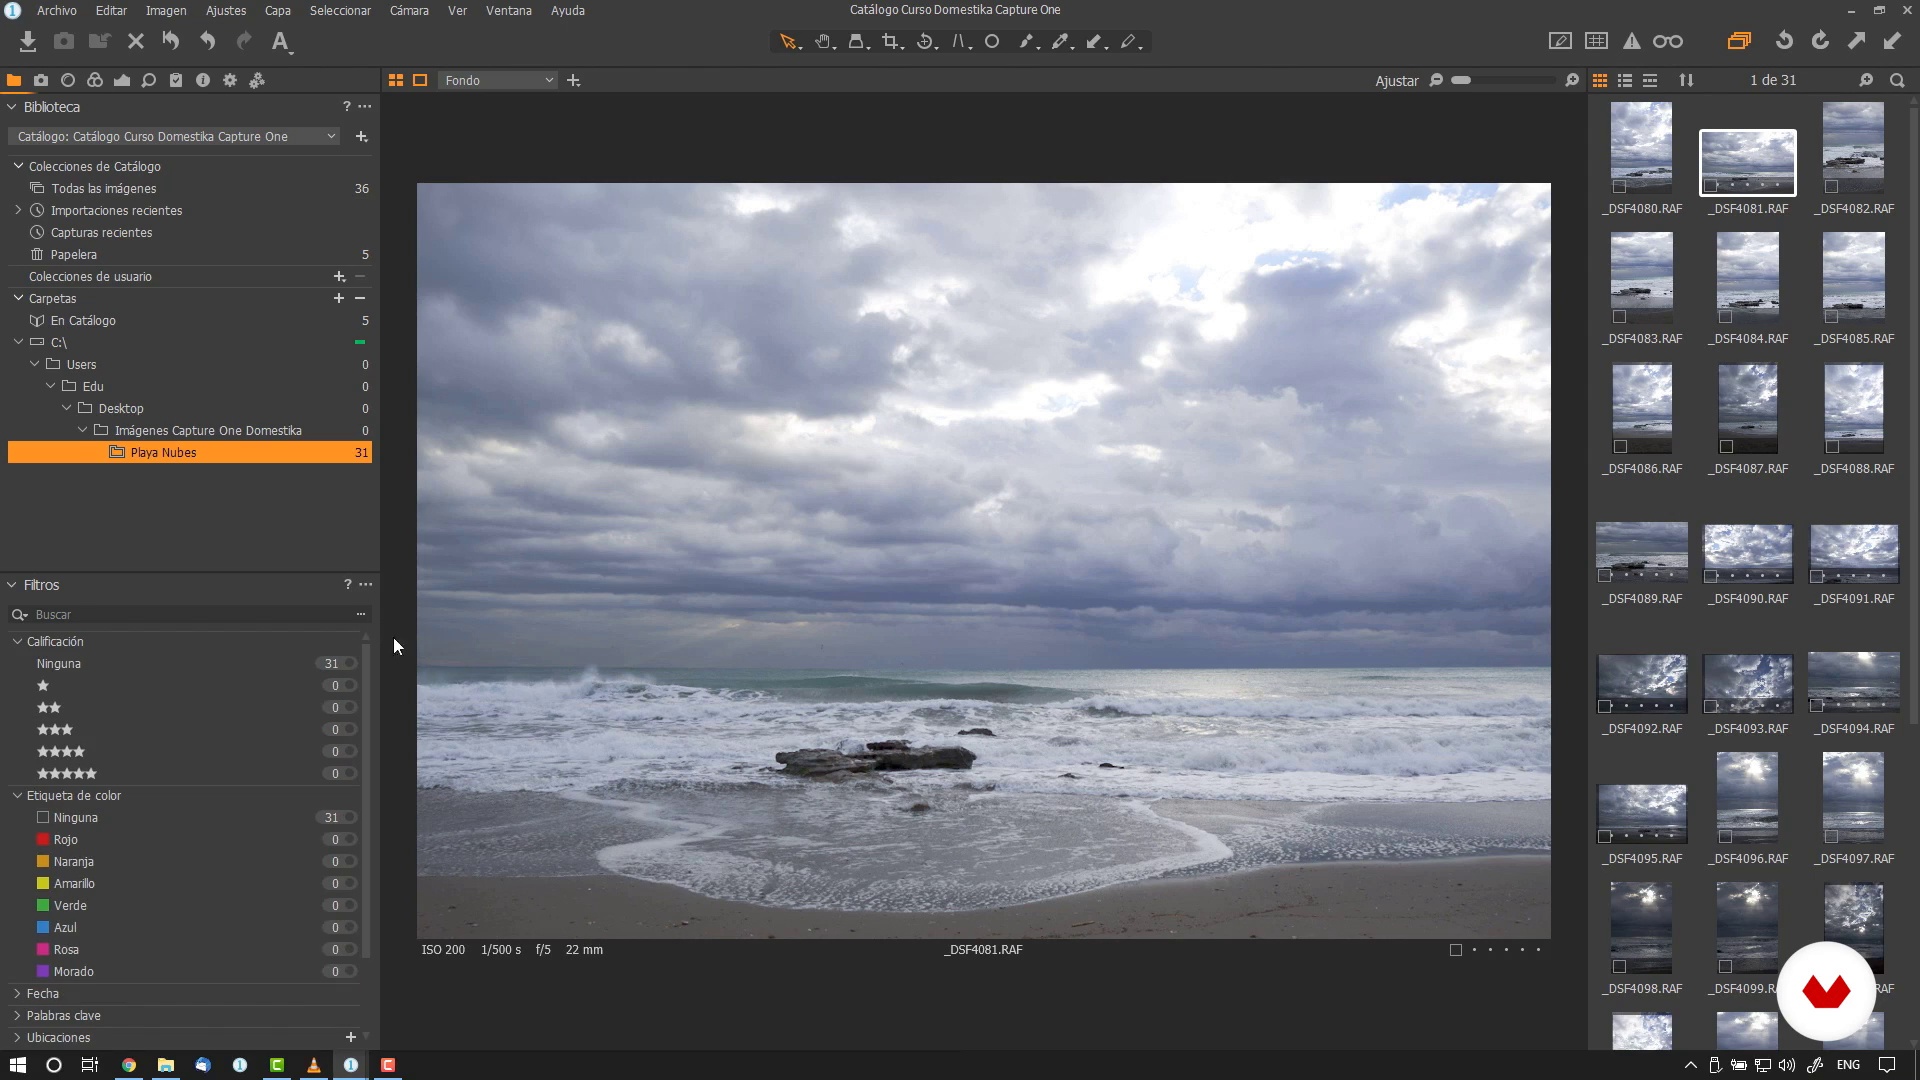 Archivo Editar Imagen Ajustes Capa Seleccionar Cámara Ver Ventana Ayuda
Catálogo Curso Domestika Capture One
Fondo
Ajustar
1 de 31
Biblioteca
?
Catálogo: Catálogo Curso Domestika Capture One
Colecciones de Catálogo
Todas las imágenes 36
Importaciones recientes
Capturas recientes
Papelera 5
Colecciones de usuario
Carpetas
En Catálogo 5
C:\
Users 0
Edu 0
Desktop 0
Imágenes Capture One Domestika 0
Playa Nubes 31
Filtros
?
Buscar
Calificación
Ninguna 31
0
0
0
0
0
Etiqueta de color
Ninguna 31
Rojo 0
Naranja 0
Amarillo 0
Verde 0
Azul 0
Rosa 0
Morado 0
Fecha
Palabras clave
Ubicaciones
ISO 200 1/500 s f/5 22 mm
_DSF4081.RAF
_DSF4080.RAF _DSF4081.RAF _DSF4082.RAF
_DSF4083.RAF _DSF4084.RAF _DSF4085.RAF
_DSF4086.RAF _DSF4087.RAF _DSF4088.RAF
_DSF4089.RAF _DSF4090.RAF _DSF4091.RAF
_DSF4092.RAF _DSF4093.RAF _DSF4094.RAF
_DSF4095.RAF _DSF4096.RAF _DSF4097.RAF
_DSF4098.RAF _DSF4099.R
ENG